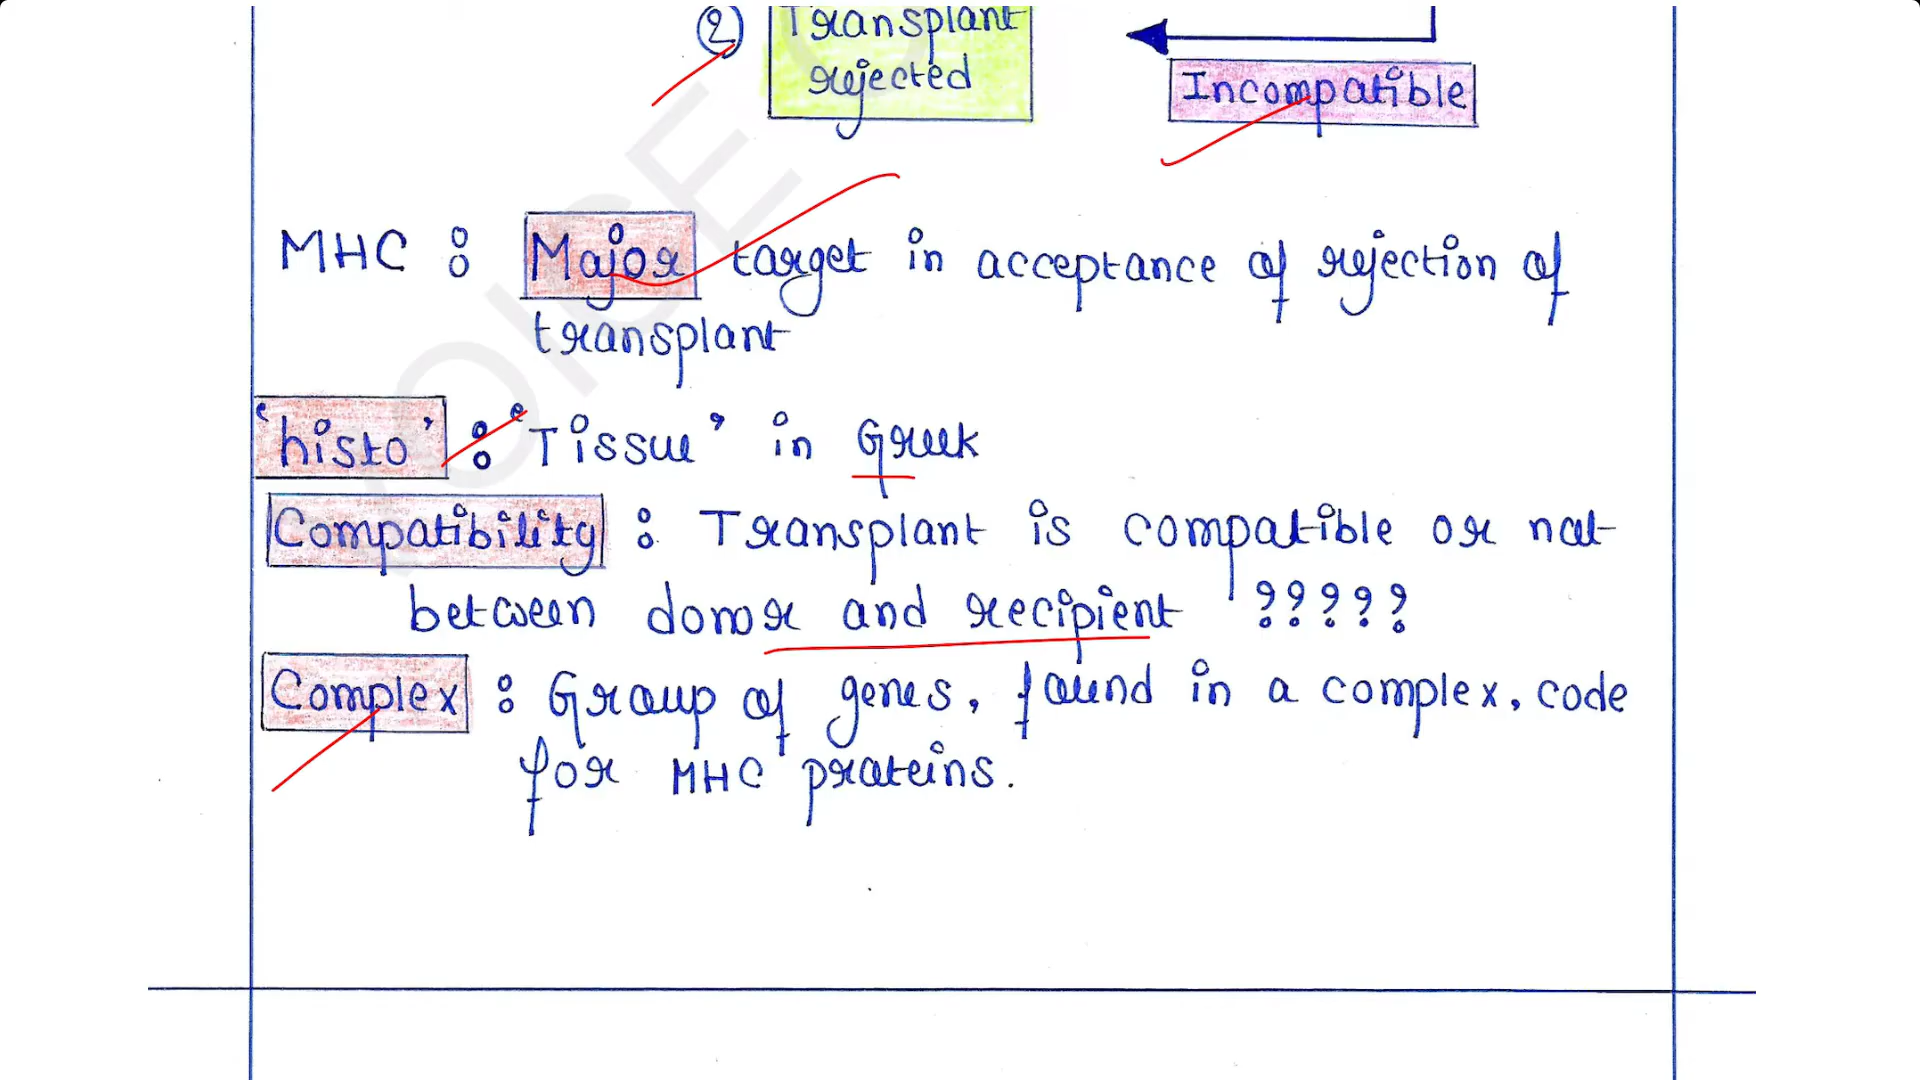 ② Transplant
rejected
Incompatible
MHC : Major target in acceptance of rejection of
transplant
'histo' : 'Tissue' in Greek
Compatibility : Transplant is compatible or not
between donor and recipient ?????
Complex : Group of genes, found in a complex, code
for MHC proteins.